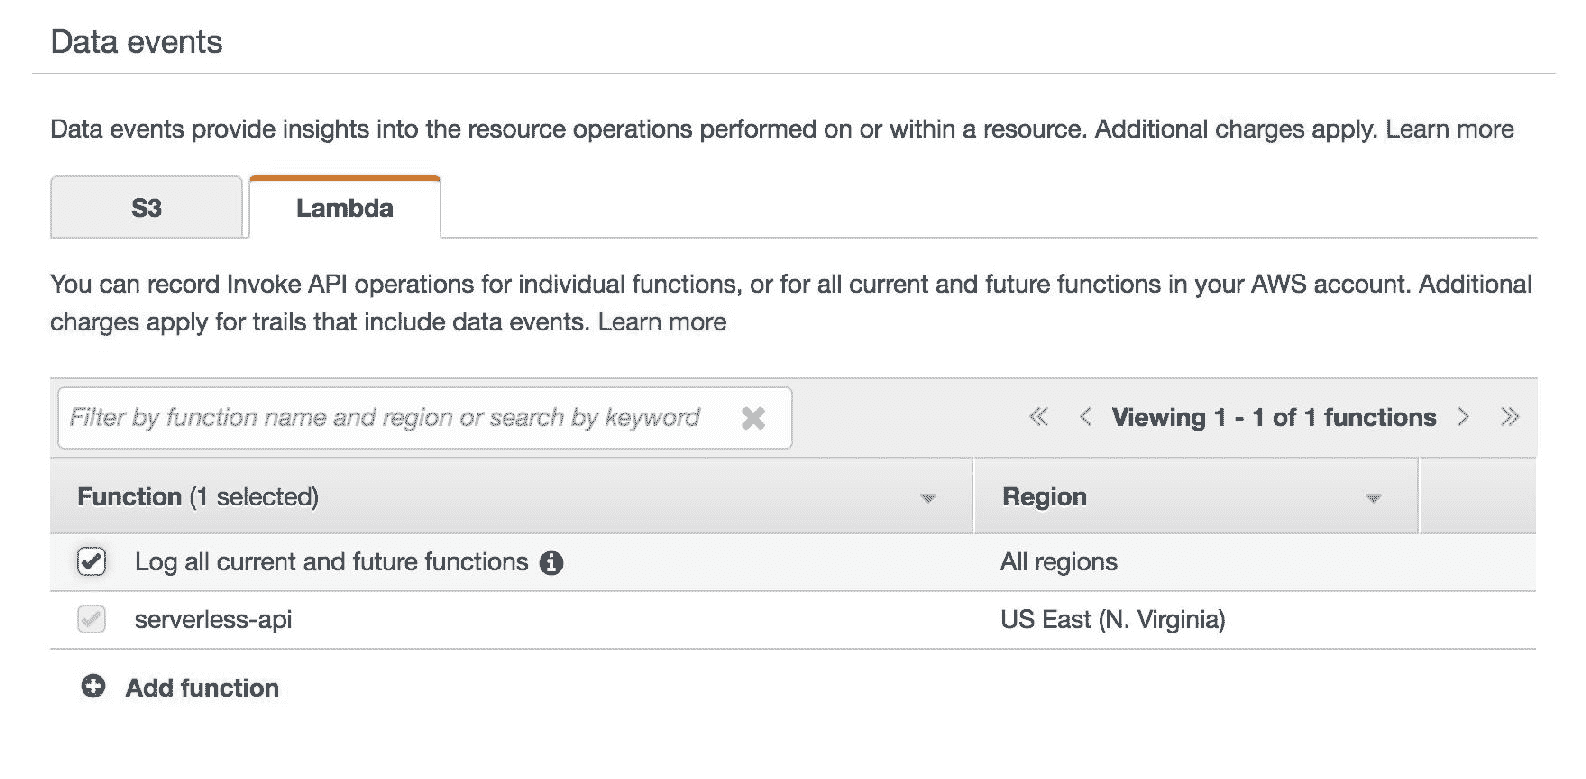 Data events
Data events provide insights into the resource operations performed on or within a resource. Additional charges apply. Learn more
S3 Lambda
You can record Invoke API operations for individual functions, or for all current and future functions in your AWS account. Additional
charges apply for trails that include data events. Learn more
Filter by function name and region or search by keyword Viewing 1 - 1 of 1 functions
Function (1 selected) Region
Log all current and future functions All regions
serverless-api US East (N. Virginia)
Add function